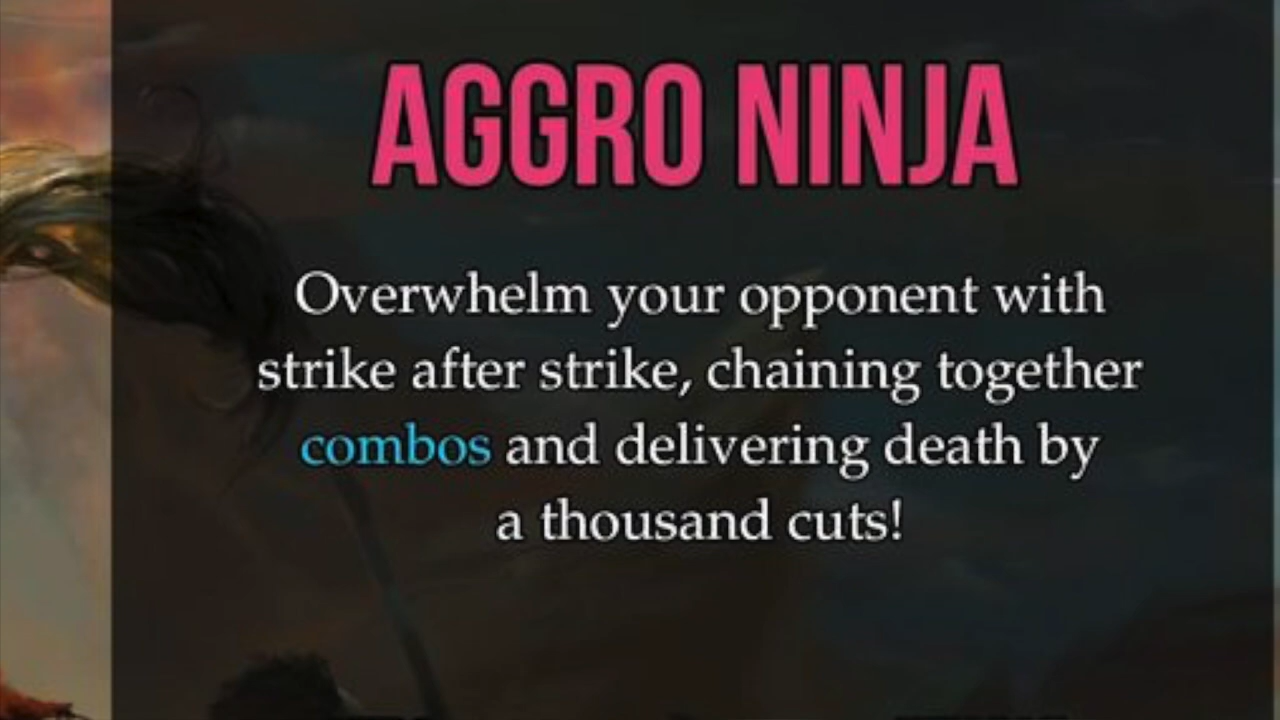 AGGRO NINJA
Overwhelm your opponent with
strike after strike, chaining together
combos and delivering death by
a thousand cuts!